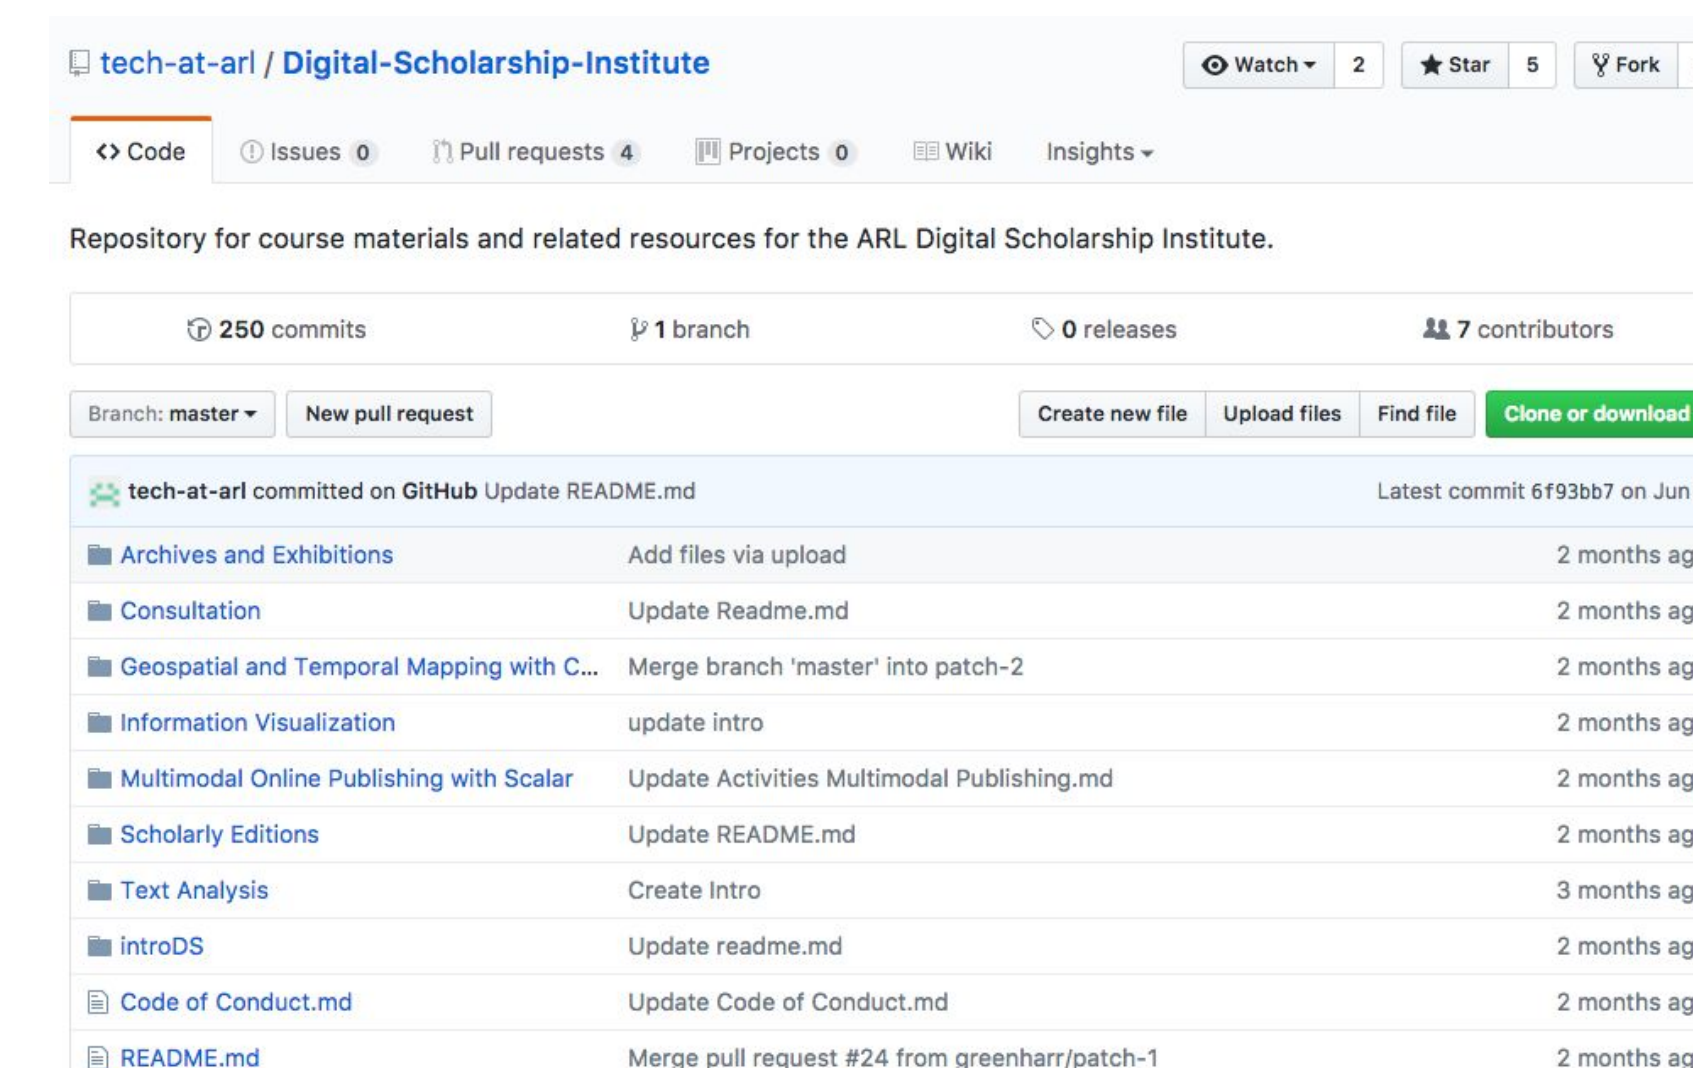 tech-at-arl / Digital-Scholarship-Institute Watch 2 Star 5 Fork
Code Issues 0 Pull requests 4 Projects 0 Wiki Insights
Repository for course materials and related resources for the ARL Digital Scholarship Institute.
250 commits 1 branch 0 releases 7 contributors
Branch: master New pull request Create new file Upload files Find file Clone or download
tech-at-arl committed on GitHub Update README.md Latest commit 6f93bb7 on Jun
Archives and Exhibitions Add files via upload 2 months ag
Consultation Update Readme.md 2 months ag
Geospatial and Temporal Mapping with C... Merge branch 'master' into patch-2 2 months ag
Information Visualization update intro 2 months ag
Multimodal Online Publishing with Scalar Update Activities Multimodal Publishing.md 2 months ag
Scholarly Editions Update README.md 2 months ag
Text Analysis Create Intro 3 months ag
introDS Update readme.md 2 months ag
Code of Conduct.md Update Code of Conduct.md 2 months ag
README.md Merge pull request #24 from greenharr/patch-1 2 months ag